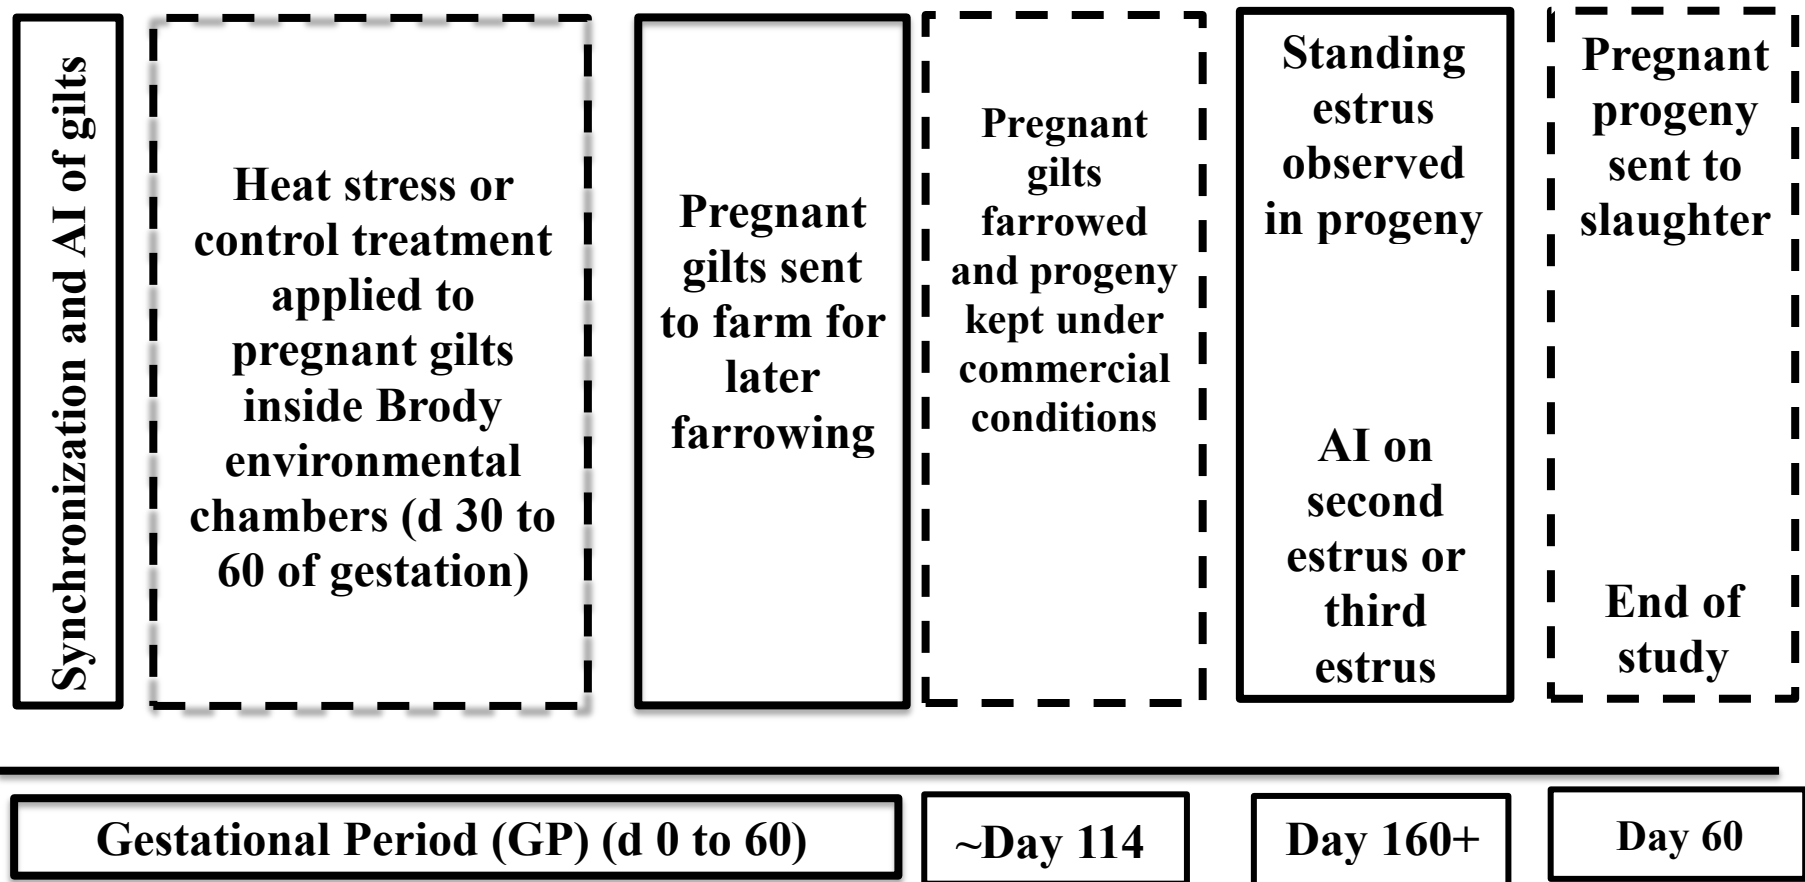 Synchronization and AI of gilts
Heat stress or
control treatment
applied to
pregnant gilts
inside Brody
environmental
chambers (d 30 to
60 of gestation)
Pregnant
gilts sent
to farm for
later
farrowing
Pregnant
gilts
farrowed
and progeny
kept under
commercial
conditions
Standing
estrus
observed
in progeny
AI on
second
estrus or
third
estrus
Pregnant
progeny
sent to
slaughter
End of
study
Gestational Period (GP) (d 0 to 60)
~Day 114
Day 160+
Day 60